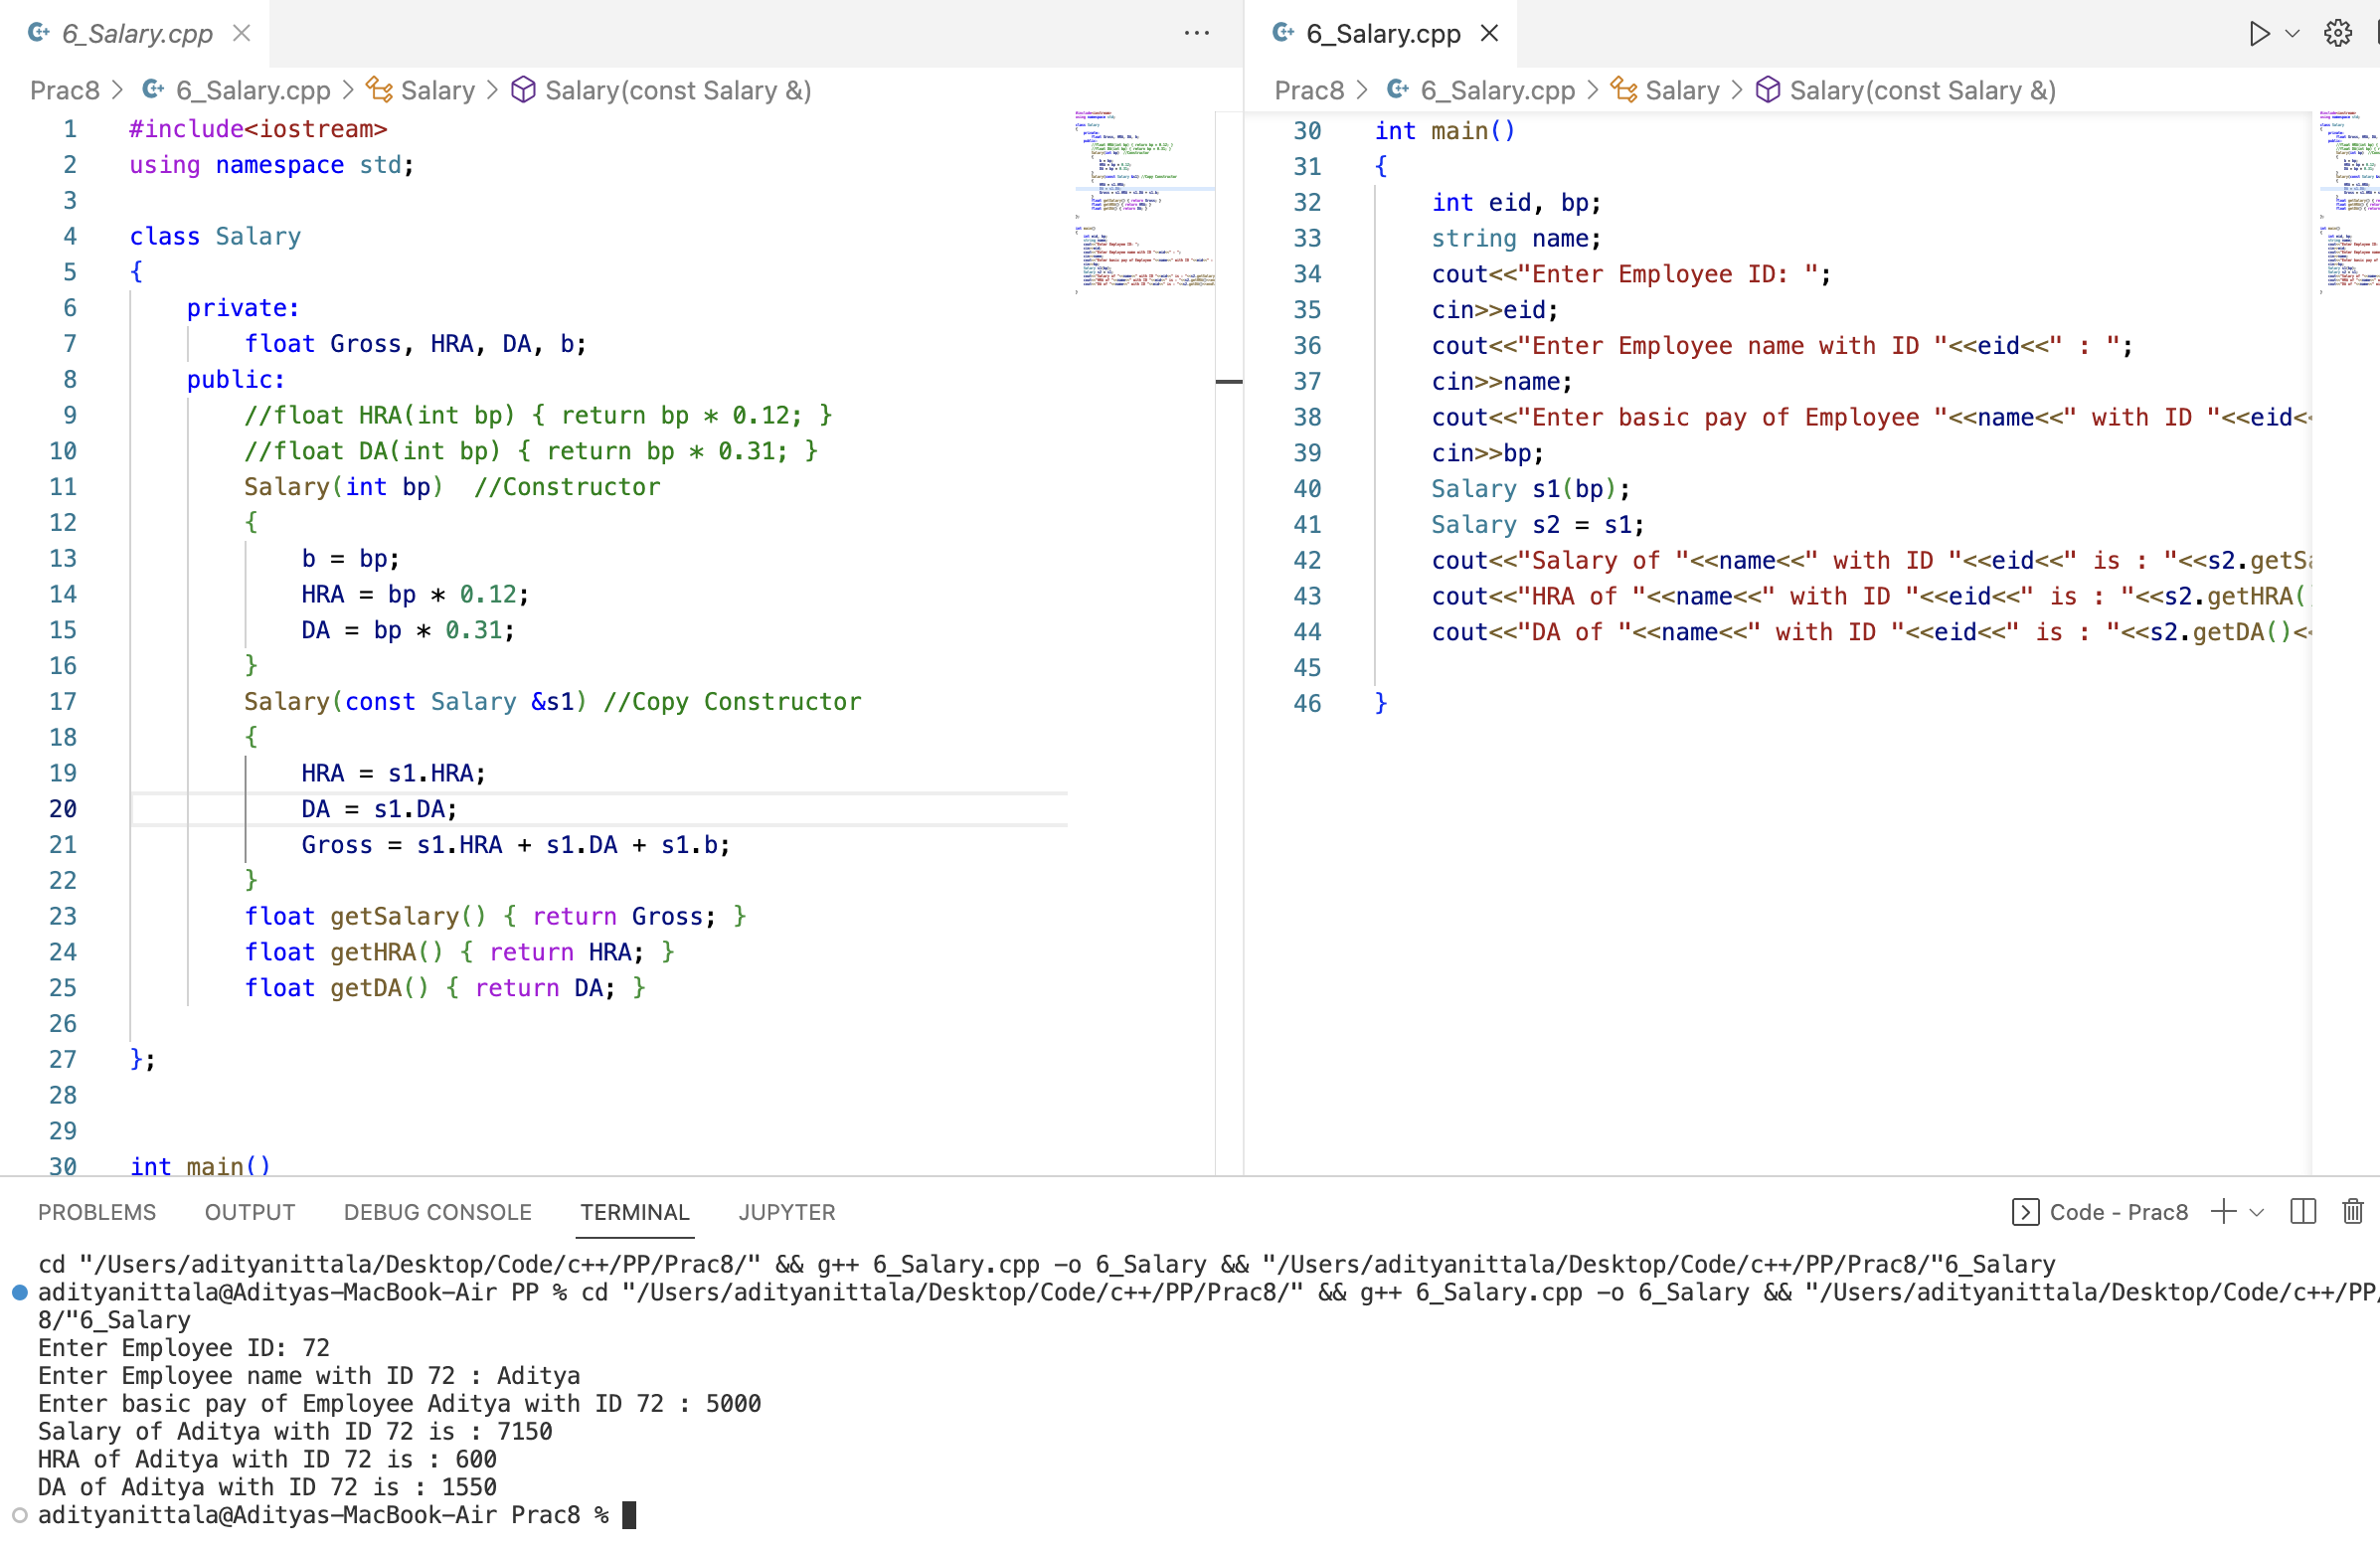 6_Salary.cpp
Prac8 > 6_Salary.cpp > Salary > Salary(const Salary &)
1 #include<iostream>
2 using namespace std;
3
4 class Salary
5 {
6 private:
7 float Gross, HRA, DA, b;
8 public:
9 //float HRA(int bp) { return bp * 0.12; }
10 //float DA(int bp) { return bp * 0.31; }
11 Salary(int bp)  //Constructor
12 {
13 b = bp;
14 HRA = bp * 0.12;
15 DA = bp * 0.31;
16 }
17 Salary(const Salary &s1) //Copy Constructor
18 {
19 HRA = s1.HRA;
20 DA = s1.DA;
21 Gross = s1.HRA + s1.DA + s1.b;
22 }
23 float getSalary() { return Gross; }
24 float getHRA() { return HRA; }
25 float getDA() { return DA; }
26
27 };
28
29
30 int main()
6_Salary.cpp
Prac8 > 6_Salary.cpp > Salary > Salary(const Salary &)
30 int main()
31 {
32 int eid, bp;
33 string name;
34 cout<<"Enter Employee ID: ";
35 cin>>eid;
36 cout<<"Enter Employee name with ID "<<eid<<" : ";
37 cin>>name;
38 cout<<"Enter basic pay of Employee "<<name<<" with ID "<<eid<<
39 cin>>bp;
40 Salary s1(bp);
41 Salary s2 = s1;
42 cout<<"Salary of "<<name<<" with ID "<<eid<<" is : "<<s2.getSa
43 cout<<"HRA of "<<name<<" with ID "<<eid<<" is : "<<s2.getHRA(
44 cout<<"DA of "<<name<<" with ID "<<eid<<" is : "<<s2.getDA()<<
45
46 }
PROBLEMS OUTPUT DEBUG CONSOLE TERMINAL JUPYTER Code - Prac8
cd "/Users/adityanittala/Desktop/Code/c++/PP/Prac8/" && g++ 6_Salary.cpp -o 6_Salary && "/Users/adityanittala/Desktop/Code/c++/PP/Prac8/"6_Salary
adityanittala@Adityas-MacBook-Air PP % cd "/Users/adityanittala/Desktop/Code/c++/PP/Prac8/" && g++ 6_Salary.cpp -o 6_Salary && "/Users/adityanittala/Desktop/Code/c++/PP/
8/"6_Salary
Enter Employee ID: 72
Enter Employee name with ID 72 : Aditya
Enter basic pay of Employee Aditya with ID 72 : 5000
Salary of Aditya with ID 72 is : 7150
HRA of Aditya with ID 72 is : 600
DA of Aditya with ID 72 is : 1550
adityanittala@Adityas-MacBook-Air Prac8 %